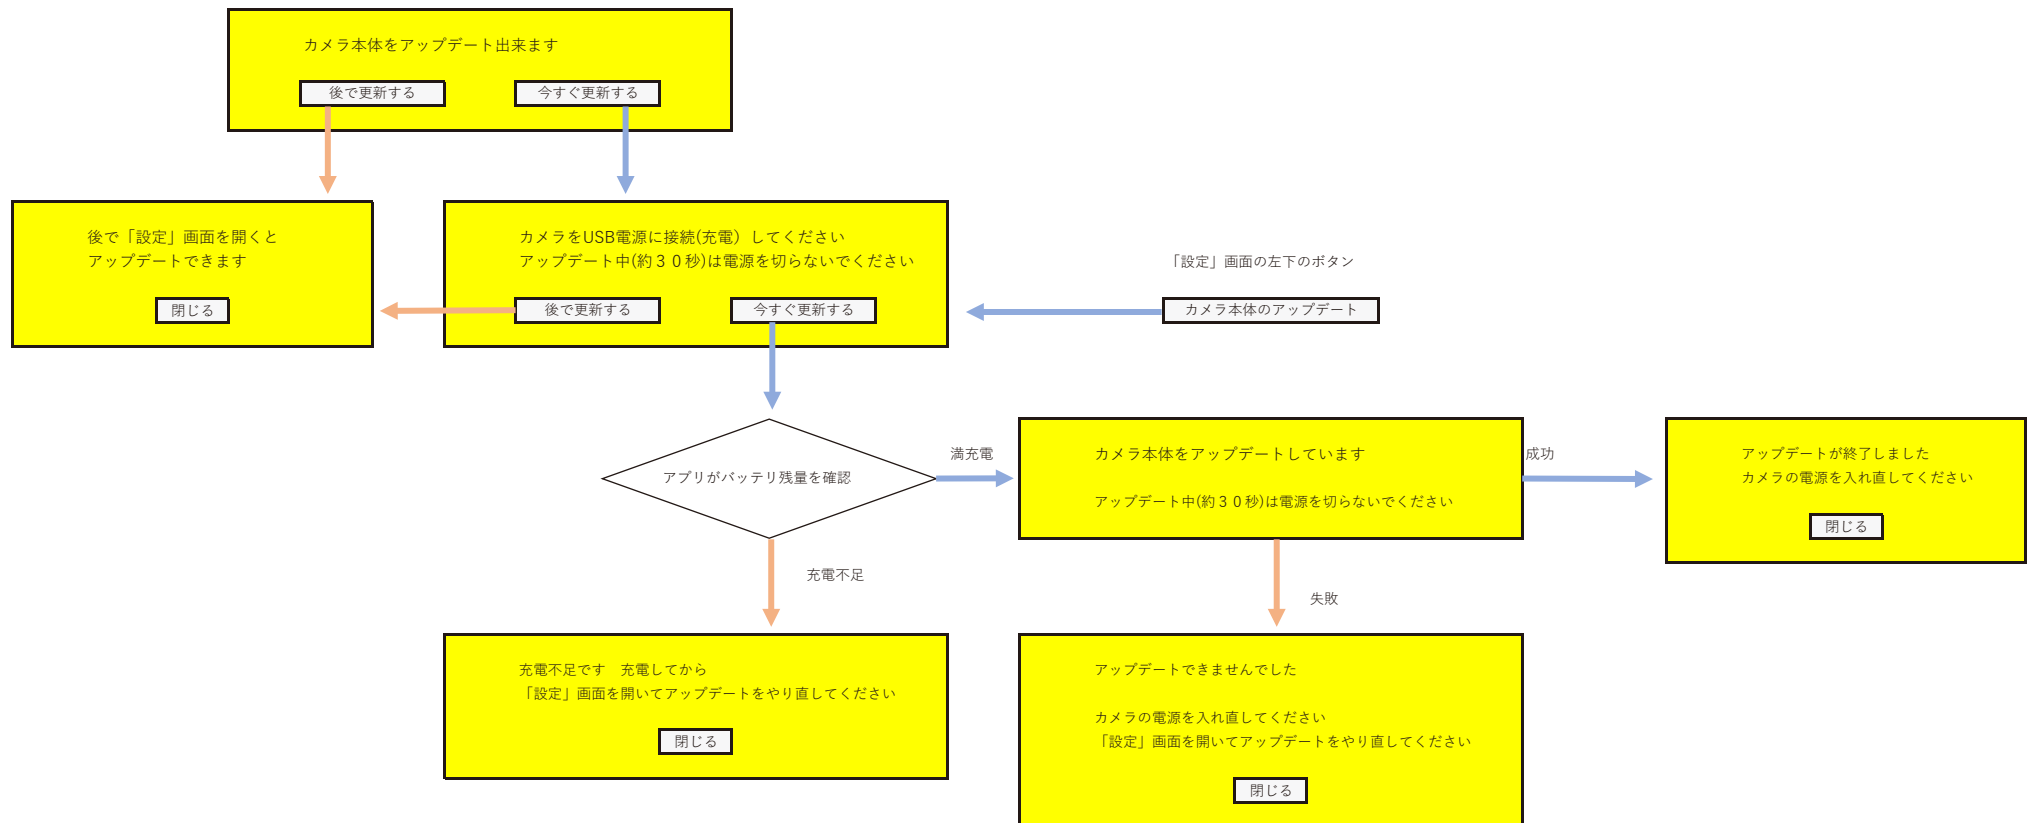 カメラ本体をアップデート出来ます
後で更新する
今すぐ更新する
後で「設定」画面を開くと
アップデートできます
閉じる
カメラをUSB電源に接続(充電）してください
アップデート中(約３０秒)は電源を切らないでください
後で更新する
今すぐ更新する
「設定」画面の左下のボタン
カメラ本体のアップデート
アプリがバッテリ残量を確認
満充電
充電不足
カメラ本体をアップデートしています
アップデート中(約３０秒)は電源を切らないでください
成功
失敗
アップデートが終了しました
カメラの電源を入れ直してください
閉じる
充電不足です　充電してから
「設定」画面を開いてアップデートをやり直してください
閉じる
アップデートできませんでした
カメラの電源を入れ直してください
「設定」画面を開いてアップデートをやり直してください
閉じる